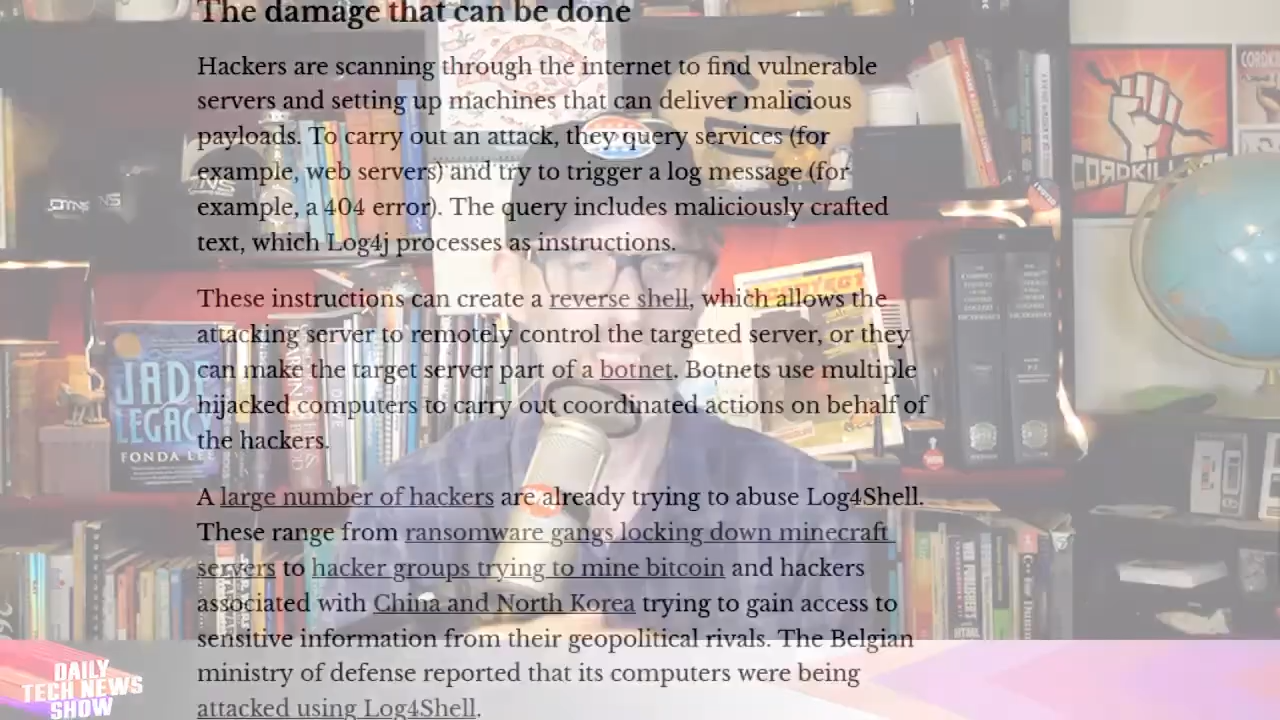 The damage that can be done
Hackers are scanning through the internet to find vulnerable
servers and setting up machines that can deliver malicious
payloads. To carry out an attack, they query services (for
example, web servers) and try to trigger a log message (for
example, a 404 error). The query includes maliciously crafted
text, which Log4j processes as instructions.
These instructions can create a reverse shell, which allows the
attacking server to remotely control the targeted server, or they
can make the target server part of a botnet. Botnets use multiple
hijacked computers to carry out coordinated actions on behalf of
the hackers.
A large number of hackers are already trying to abuse Log4Shell.
These range from ransomware gangs locking down minecraft
servers to hacker groups trying to mine bitcoin and hackers
associated with China and North Korea trying to gain access to
sensitive information from their geopolitical rivals. The Belgian
ministry of defense reported that its computers were being
attacked using Log4Shell.
JADE
LEGACY
FONDA LEE
CORDKILLERS
DAILY
TECH NEWS
SHOW